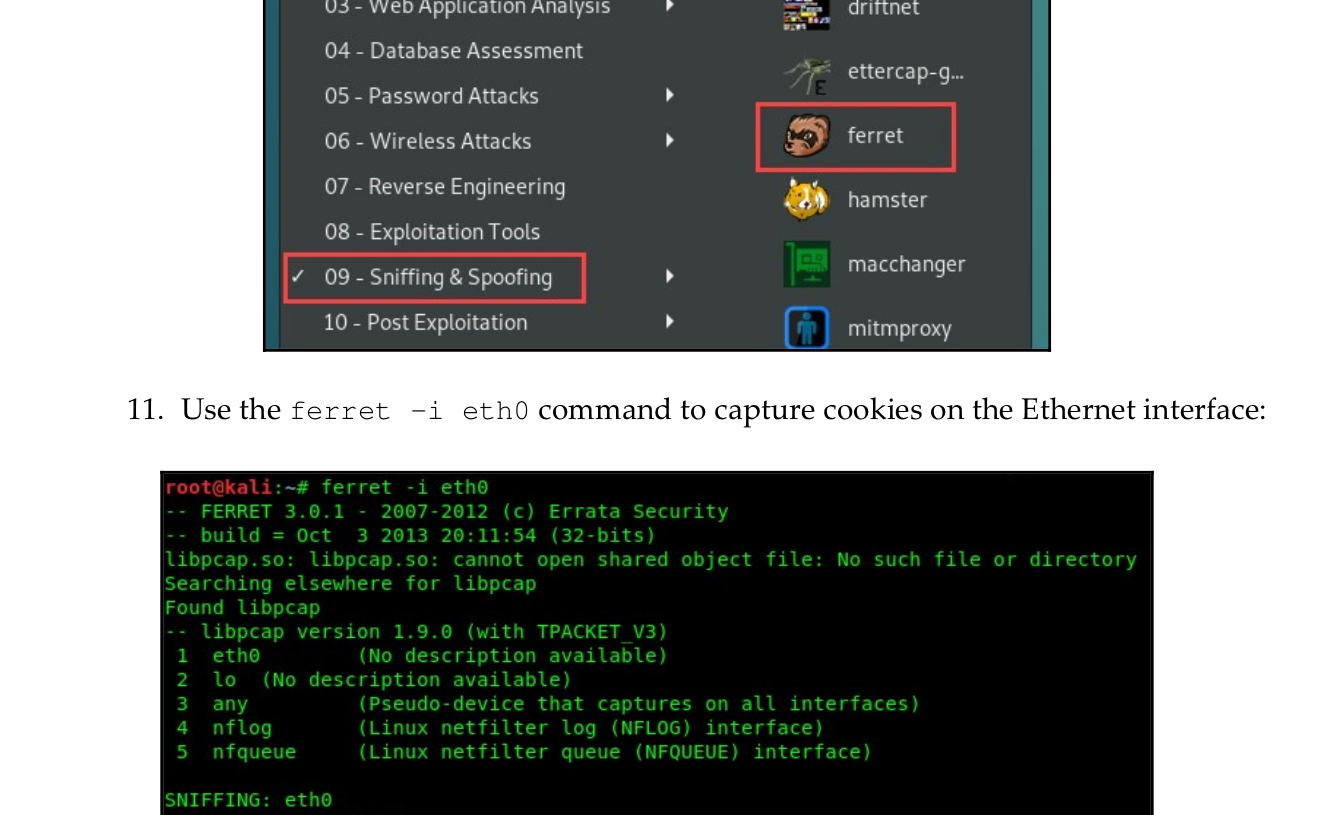 03 - Web Application Analysis
04 - Database Assessment
05 - Password Attacks
06 - Wireless Attacks
07 - Reverse Engineering
08 - Exploitation Tools
✓ 09 - Sniffing & Spoofing
10 - Post Exploitation
driftnet
ettercap-g...
ferret
hamster
macchanger
mitmproxy
11. Use the ferret -i eth0 command to capture cookies on the Ethernet interface:
root@kali:~# ferret -i eth0
-- FERRET 3.0.1 - 2007-2012 (c) Errata Security
-- build = Oct  3 2013 20:11:54 (32-bits)
libpcap.so: libpcap.so: cannot open shared object file: No such file or directory
Searching elsewhere for libpcap
Found libpcap
-- libpcap version 1.9.0 (with TPACKET_V3)
1  eth0        (No description available)
2  lo  (No description available)
3  any         (Pseudo-device that captures on all interfaces)
4  nflog       (Linux netfilter log (NFLOG) interface)
5  nfqueue     (Linux netfilter queue (NFQUEUE) interface)
SNIFFING: eth0